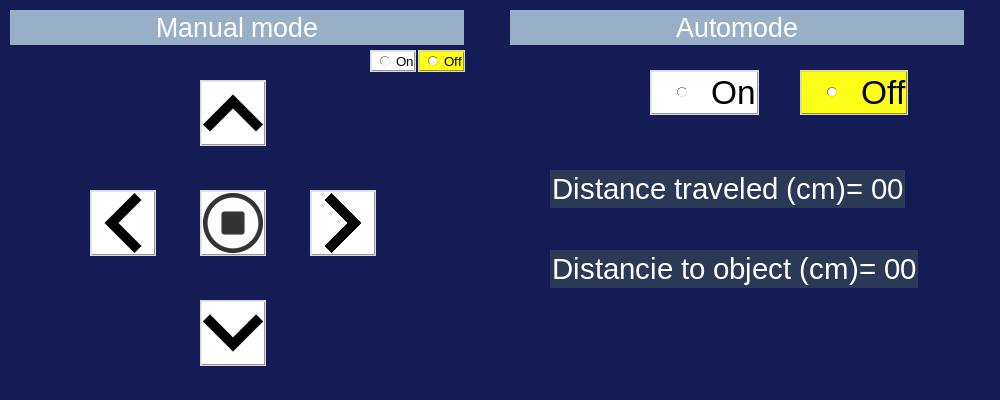 Manual mode
On Off
Automode
On Off
Distance traveled (cm)= 00
Distancie to object (cm)= 00